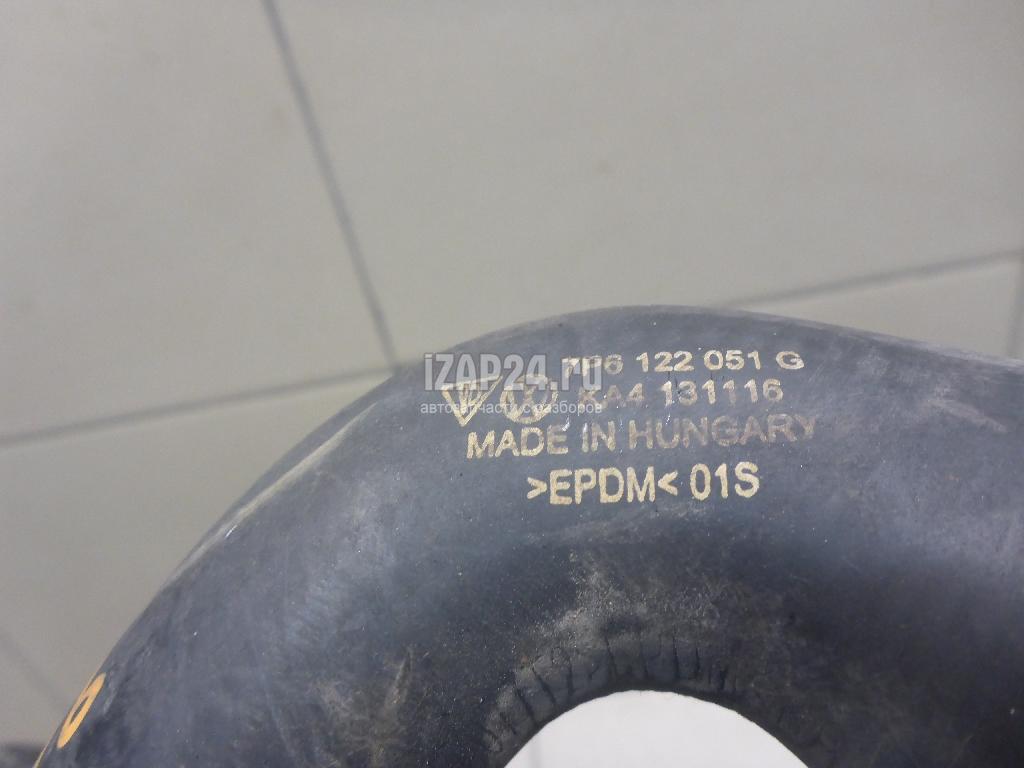 iZAP24.ru
7P6 122 051 G
автозапчасти с разборов
KA4 131116
MADE IN HUNGARY
>EPDM< 01S